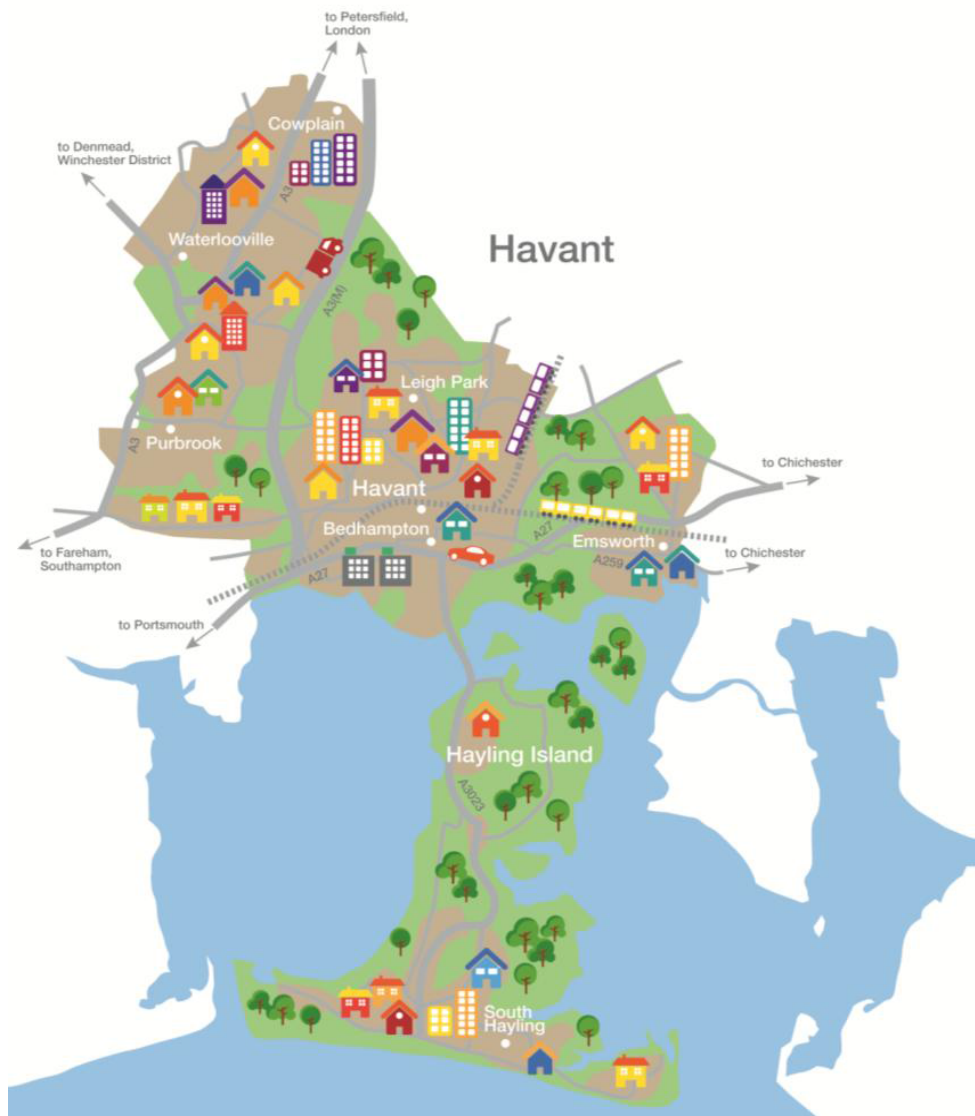 to Petersfield,
London
Cowplain
to Denmead,
Winchester District
A3
Waterlooville
Havant
A3(M)
Leigh Park
A3
Purbrook
to Chichester
Havant
Bedhampton
A27
Emsworth
to Fareham,
Southampton
A27
A259
to Chichester
to Portsmouth
Hayling Island
A3023
South
Hayling